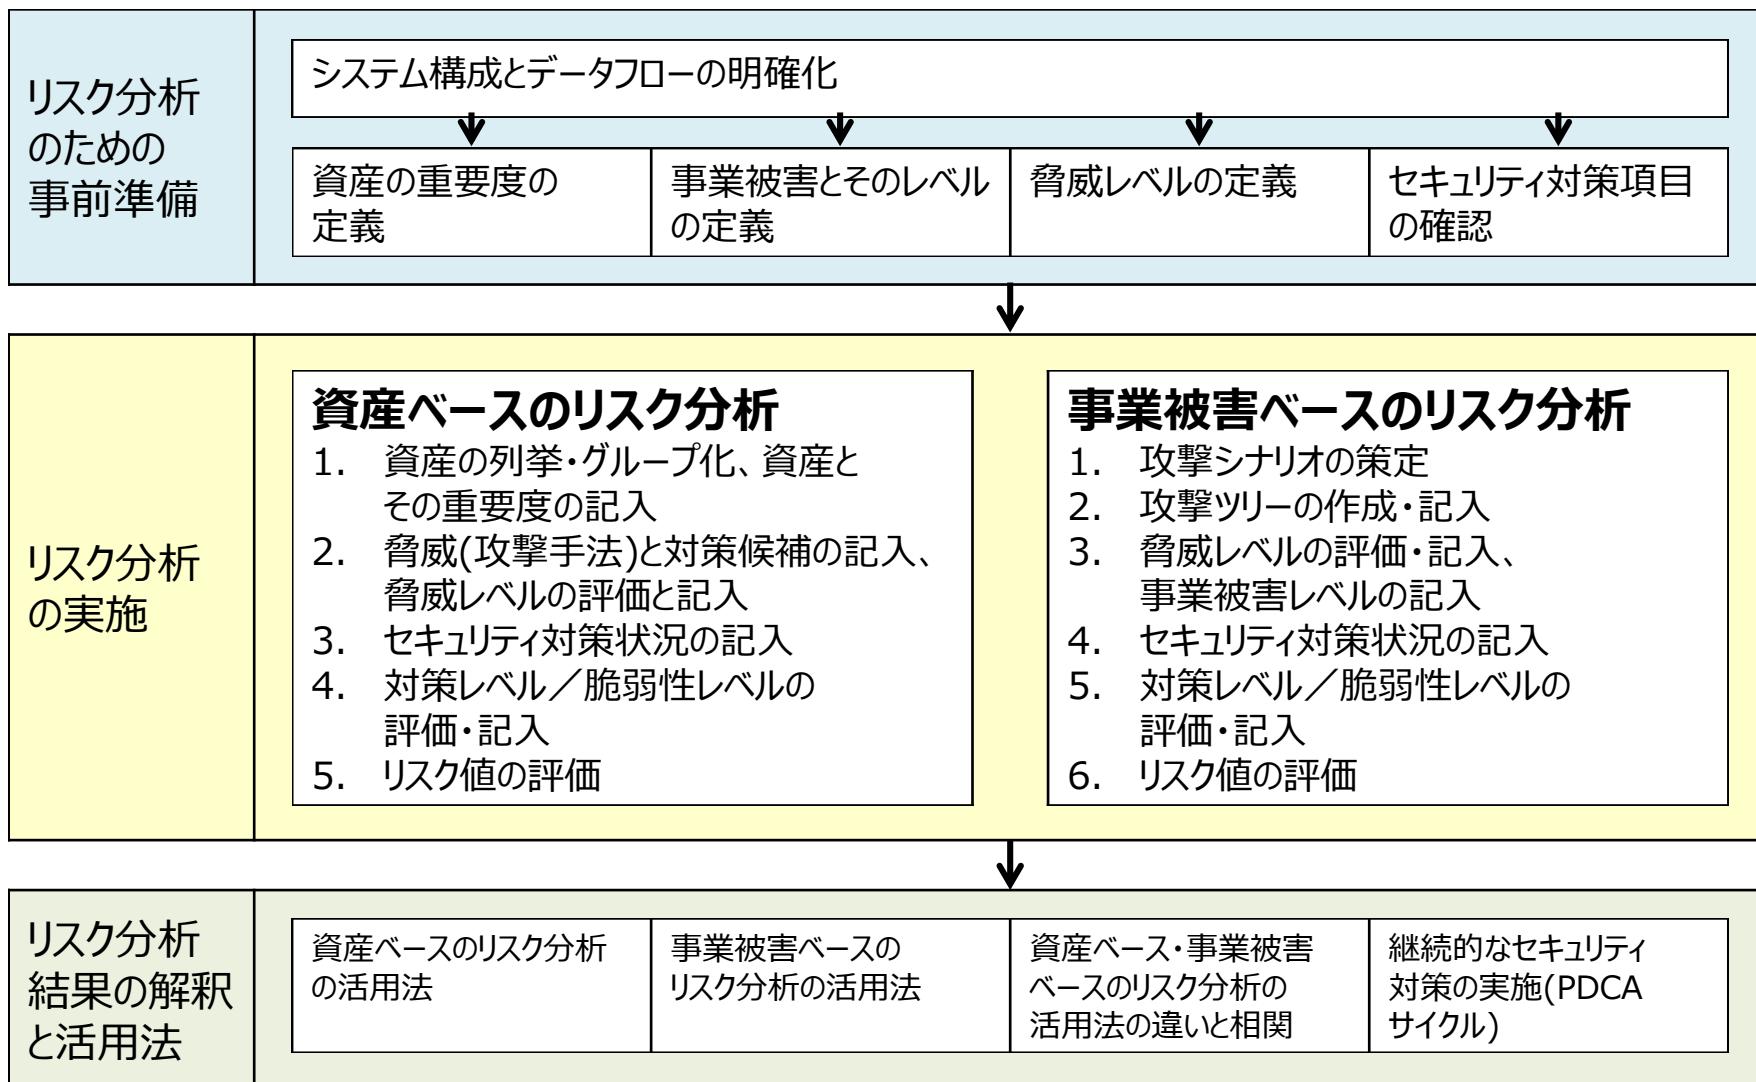 リスク分析
のための
事前準備
システム構成とデータフローの明確化
資産の重要度の
定義
事業被害とそのレベル
の定義
脅威レベルの定義
セキュリティ対策項目
の確認
リスク分析
の実施
資産ベースのリスク分析
1. 資産の列挙・グループ化、資産と
その重要度の記入
2. 脅威(攻撃手法)と対策候補の記入、
脅威レベルの評価と記入
3. セキュリティ対策状況の記入
4. 対策レベル／脆弱性レベルの
評価・記入
5. リスク値の評価
事業被害ベースのリスク分析
1. 攻撃シナリオの策定
2. 攻撃ツリーの作成・記入
3. 脅威レベルの評価・記入、
事業被害レベルの記入
4. セキュリティ対策状況の記入
5. 対策レベル／脆弱性レベルの
評価・記入
6. リスク値の評価
リスク分析
結果の解釈
と活用法
資産ベースのリスク分析
の活用法
事業被害ベースの
リスク分析の活用法
資産ベース・事業被害
ベースのリスク分析の
活用法の違いと相関
継続的なセキュリティ
対策の実施(PDCA
サイクル)